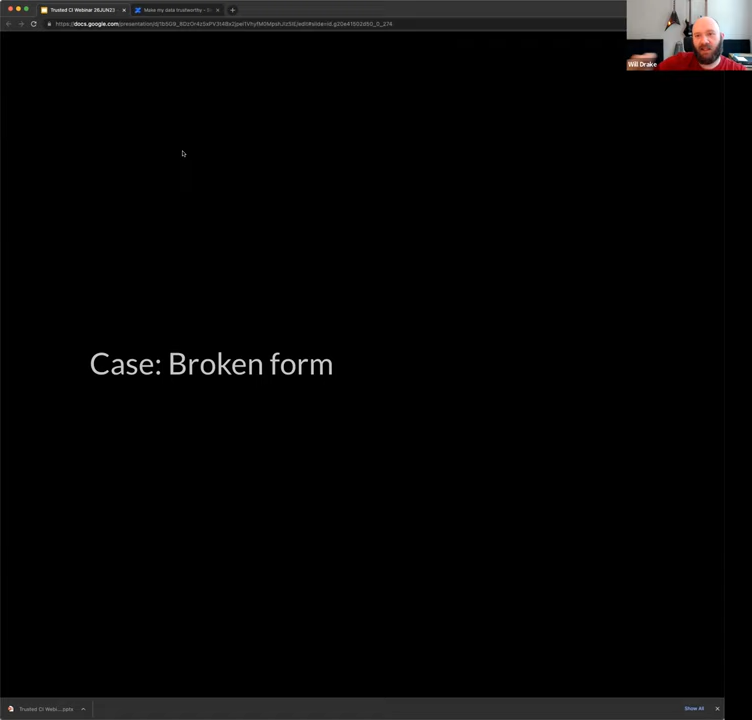 Trusted CI Webinar 26JUN23 -
Make my data trustworthy - B
Will Drake
Case: Broken form
Trusted CI Webi....pptx
Show All